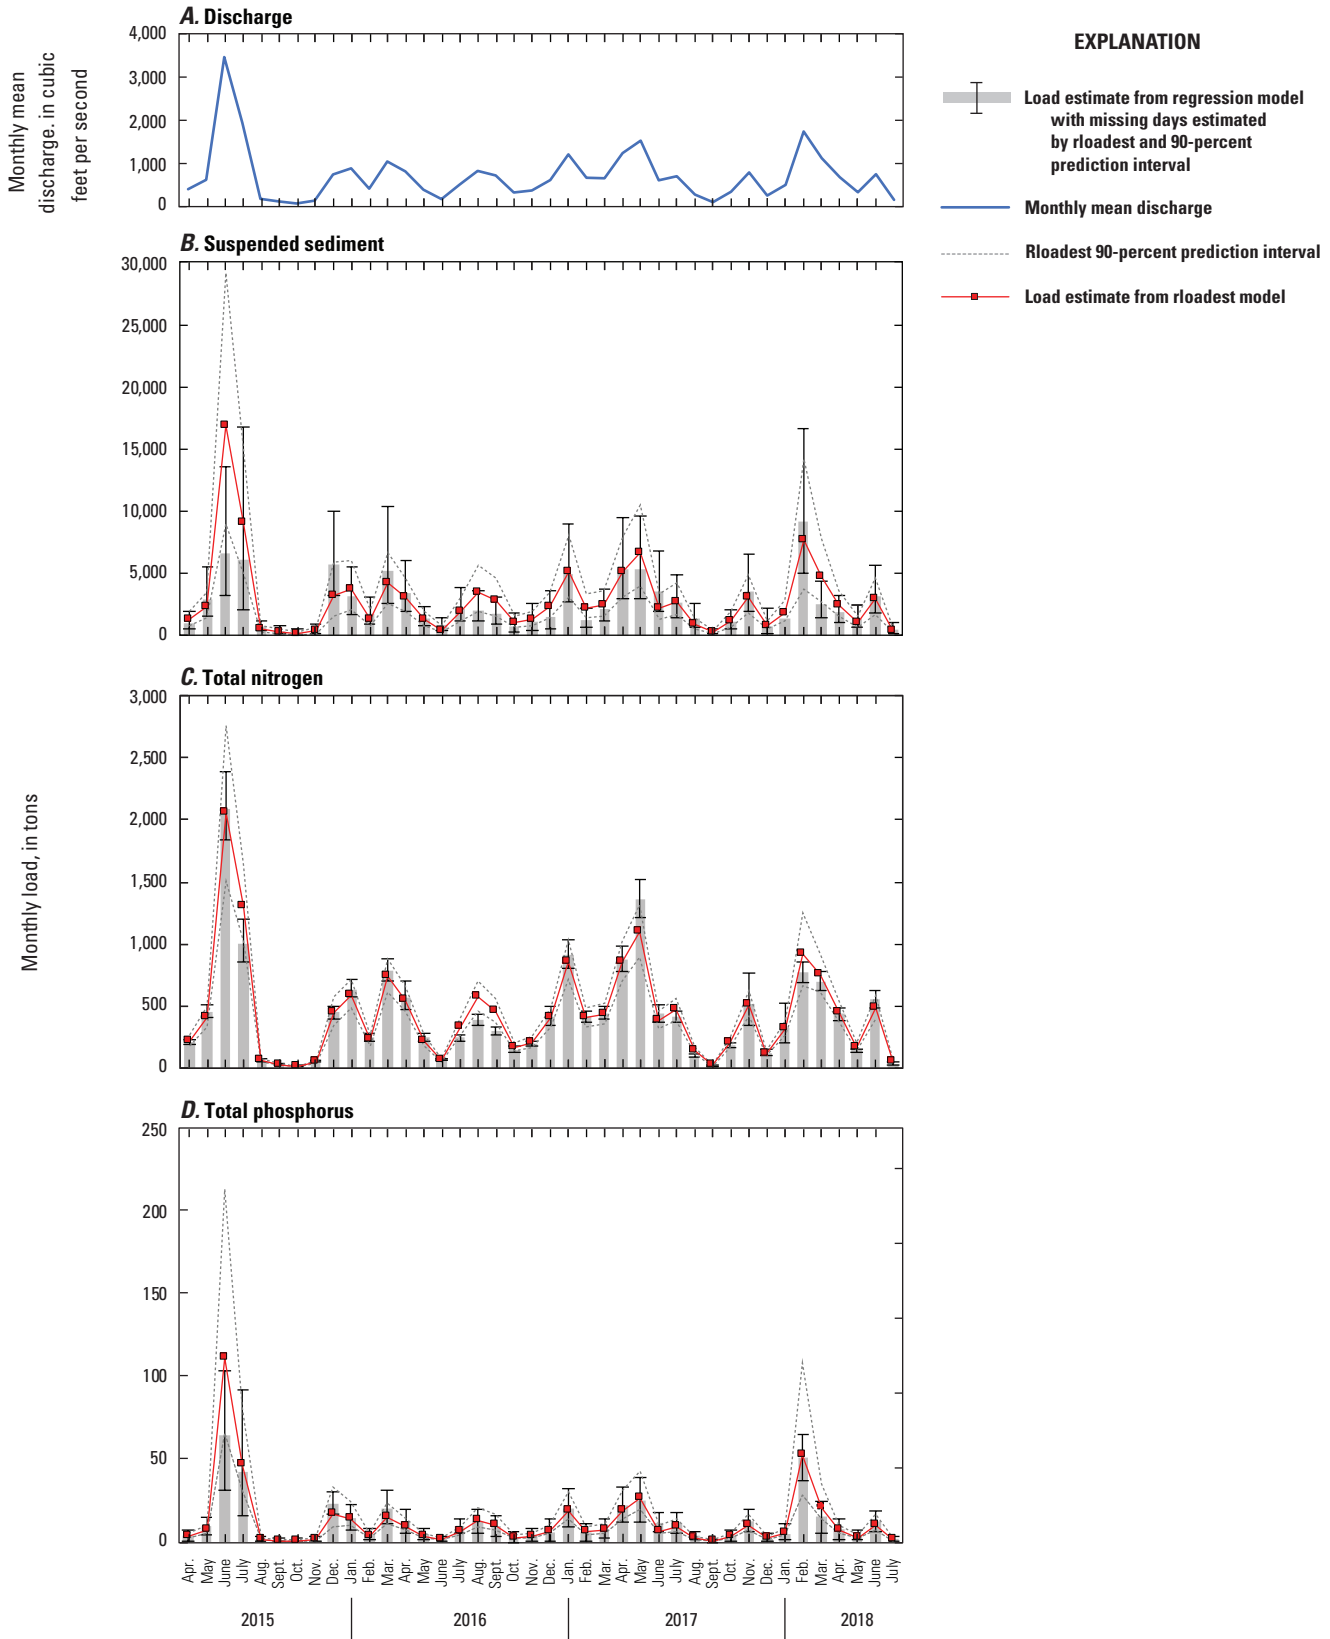 A. Discharge
Monthly mean
discharge. in cubic
feet per second
4,000
3,000
2,000
1,000
0
EXPLANATION
Load estimate from regression model
with missing days estimated
by rloadest and 90-percent
prediction interval
Monthly mean discharge
Rloadest 90-percent prediction interval
Load estimate from rloadest model
B. Suspended sediment
30,000
25,000
20,000
15,000
10,000
5,000
0
Monthly load, in tons
C. Total nitrogen
3,000
2,500
2,000
1,500
1,000
500
0
D. Total phosphorus
250
200
150
100
50
0
Apr. May June July Aug. Sept. Oct. Nov. Dec. Jan. Feb. Mar. Apr. May June July Aug. Sept. Oct. Nov. Dec. Jan. Feb. Mar. Apr. May June July Aug. Sept. Oct. Nov. Dec. Jan. Feb. Mar. Apr. May June July
2015 2016 2017 2018